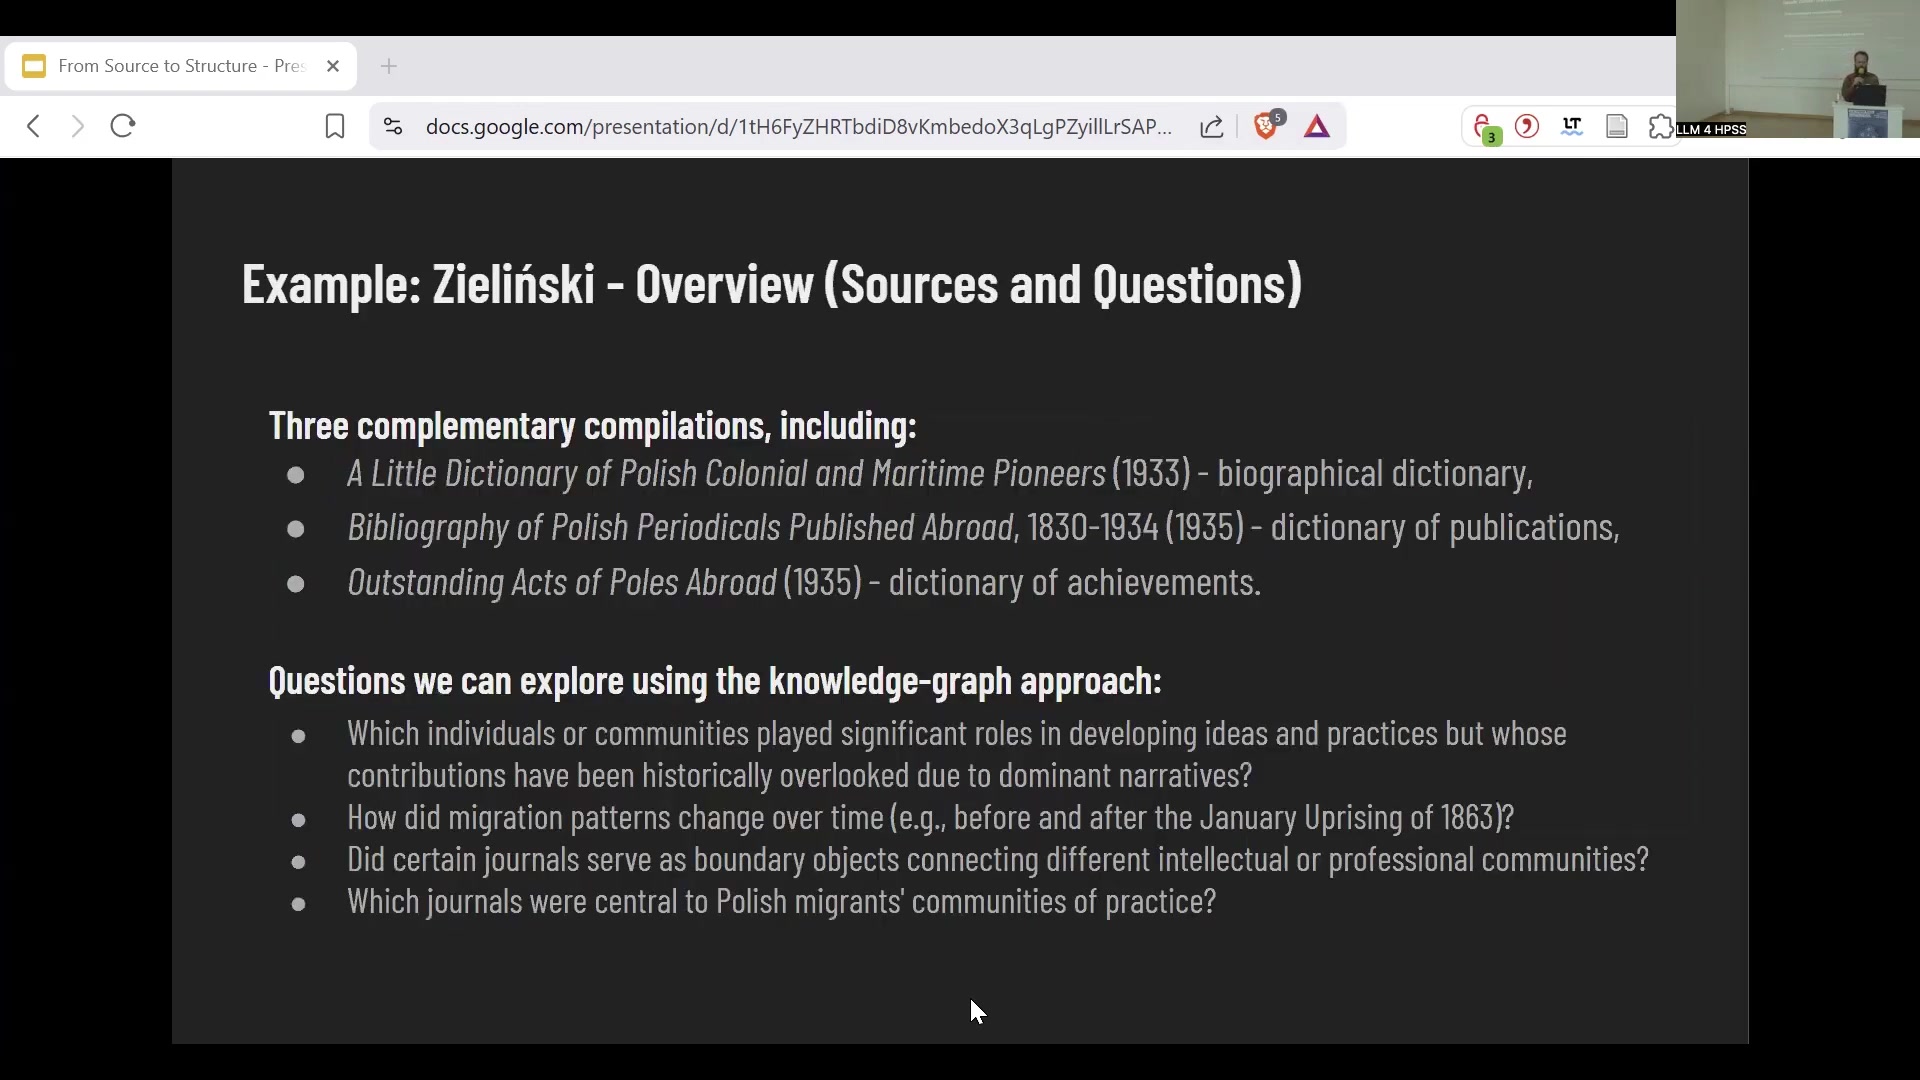 From Source to Structure - Pres
docs.google.com/presentation/d/1tH6FyZHRTbdiD8vKmbedoX3qLgPZyillLrSAP...
5
3
LT
LLM 4 HPSS
Example: Zieliński - Overview (Sources and Questions)
Three complementary compilations, including:
● A Little Dictionary of Polish Colonial and Maritime Pioneers (1933) - biographical dictionary,
● Bibliography of Polish Periodicals Published Abroad, 1830-1934 (1935) - dictionary of publications,
● Outstanding Acts of Poles Abroad (1935) - dictionary of achievements.
Questions we can explore using the knowledge-graph approach:
● Which individuals or communities played significant roles in developing ideas and practices but whose
contributions have been historically overlooked due to dominant narratives?
● How did migration patterns change over time (e.g., before and after the January Uprising of 1863)?
● Did certain journals serve as boundary objects connecting different intellectual or professional communities?
● Which journals were central to Polish migrants' communities of practice?